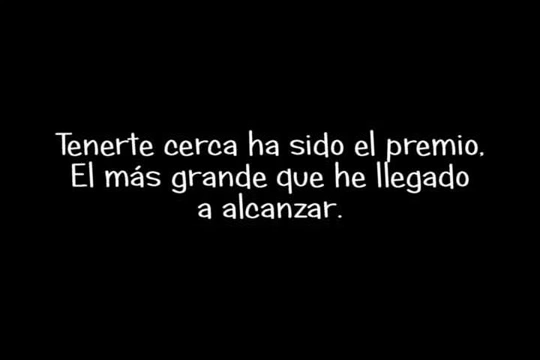 Tenerte cerca ha sido el premio.
El más grande que he llegado
a alcanzar.